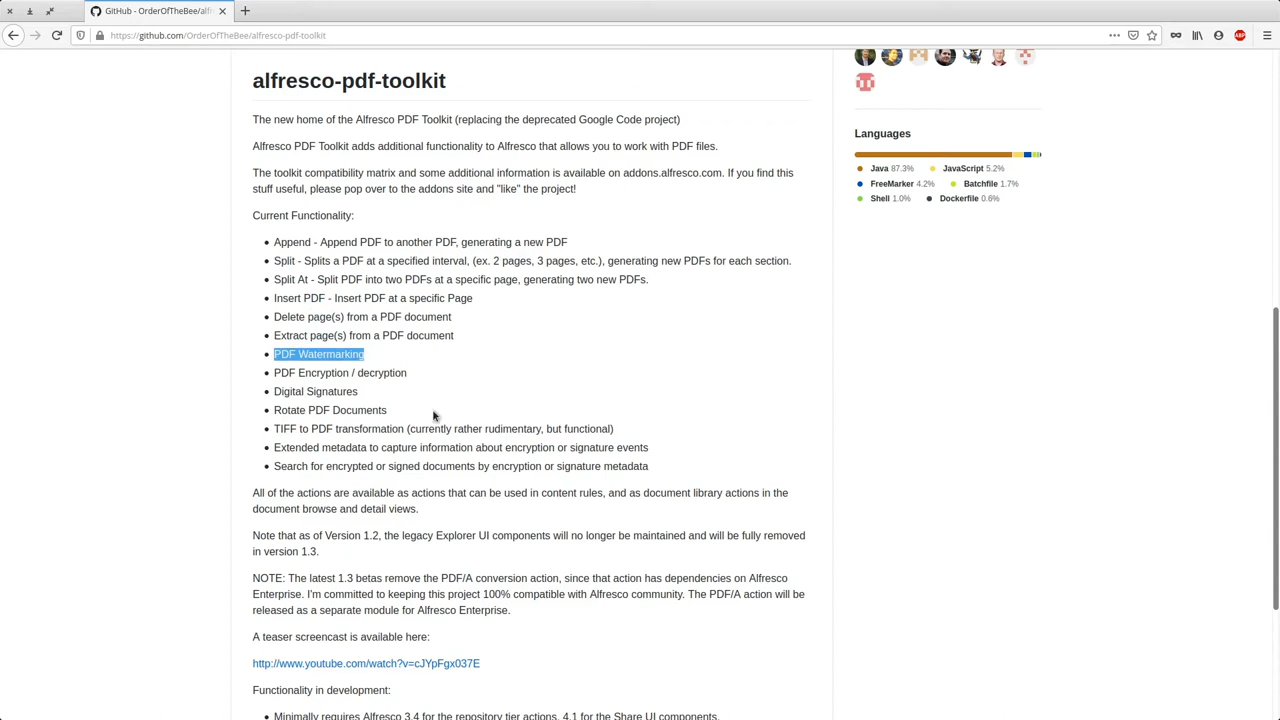 GitHub - OrderOfTheBee/alf
https://github.com/OrderOfTheBee/alfresco-pdf-toolkit
ABP
alfresco-pdf-toolkit
The new home of the Alfresco PDF Toolkit (replacing the deprecated Google Code project)
Alfresco PDF Toolkit adds additional functionality to Alfresco that allows you to work with PDF files.
The toolkit compatibility matrix and some additional information is available on addons.alfresco.com. If you find this
stuff useful, please pop over to the addons site and "like" the project!
Current Functionality:
Append - Append PDF to another PDF, generating a new PDF
Split - Splits a PDF at a specified interval, (ex. 2 pages, 3 pages, etc.), generating new PDFs for each section.
Split At - Split PDF into two PDFs at a specific page, generating two new PDFs.
Insert PDF - Insert PDF at a specific Page
Delete page(s) from a PDF document
Extract page(s) from a PDF document
PDF Watermarking
PDF Encryption / decryption
Digital Signatures
Rotate PDF Documents
TIFF to PDF transformation (currently rather rudimentary, but functional)
Extended metadata to capture information about encryption or signature events
Search for encrypted or signed documents by encryption or signature metadata
All of the actions are available as actions that can be used in content rules, and as document library actions in the
document browse and detail views.
Note that as of Version 1.2, the legacy Explorer UI components will no longer be maintained and will be fully removed
in version 1.3.
NOTE: The latest 1.3 betas remove the PDF/A conversion action, since that action has dependencies on Alfresco
Enterprise. I'm committed to keeping this project 100% compatible with Alfresco community. The PDF/A action will be
released as a separate module for Alfresco Enterprise.
A teaser screencast is available here:
http://www.youtube.com/watch?v=cJYpFgx037E
Functionality in development:
Minimally requires Alfresco 3.4 for the repository tier actions, 4.1 for the Share UI components.
Languages
Java 87.3% JavaScript 5.2%
FreeMarker 4.2% Batchfile 1.7%
Shell 1.0% Dockerfile 0.6%